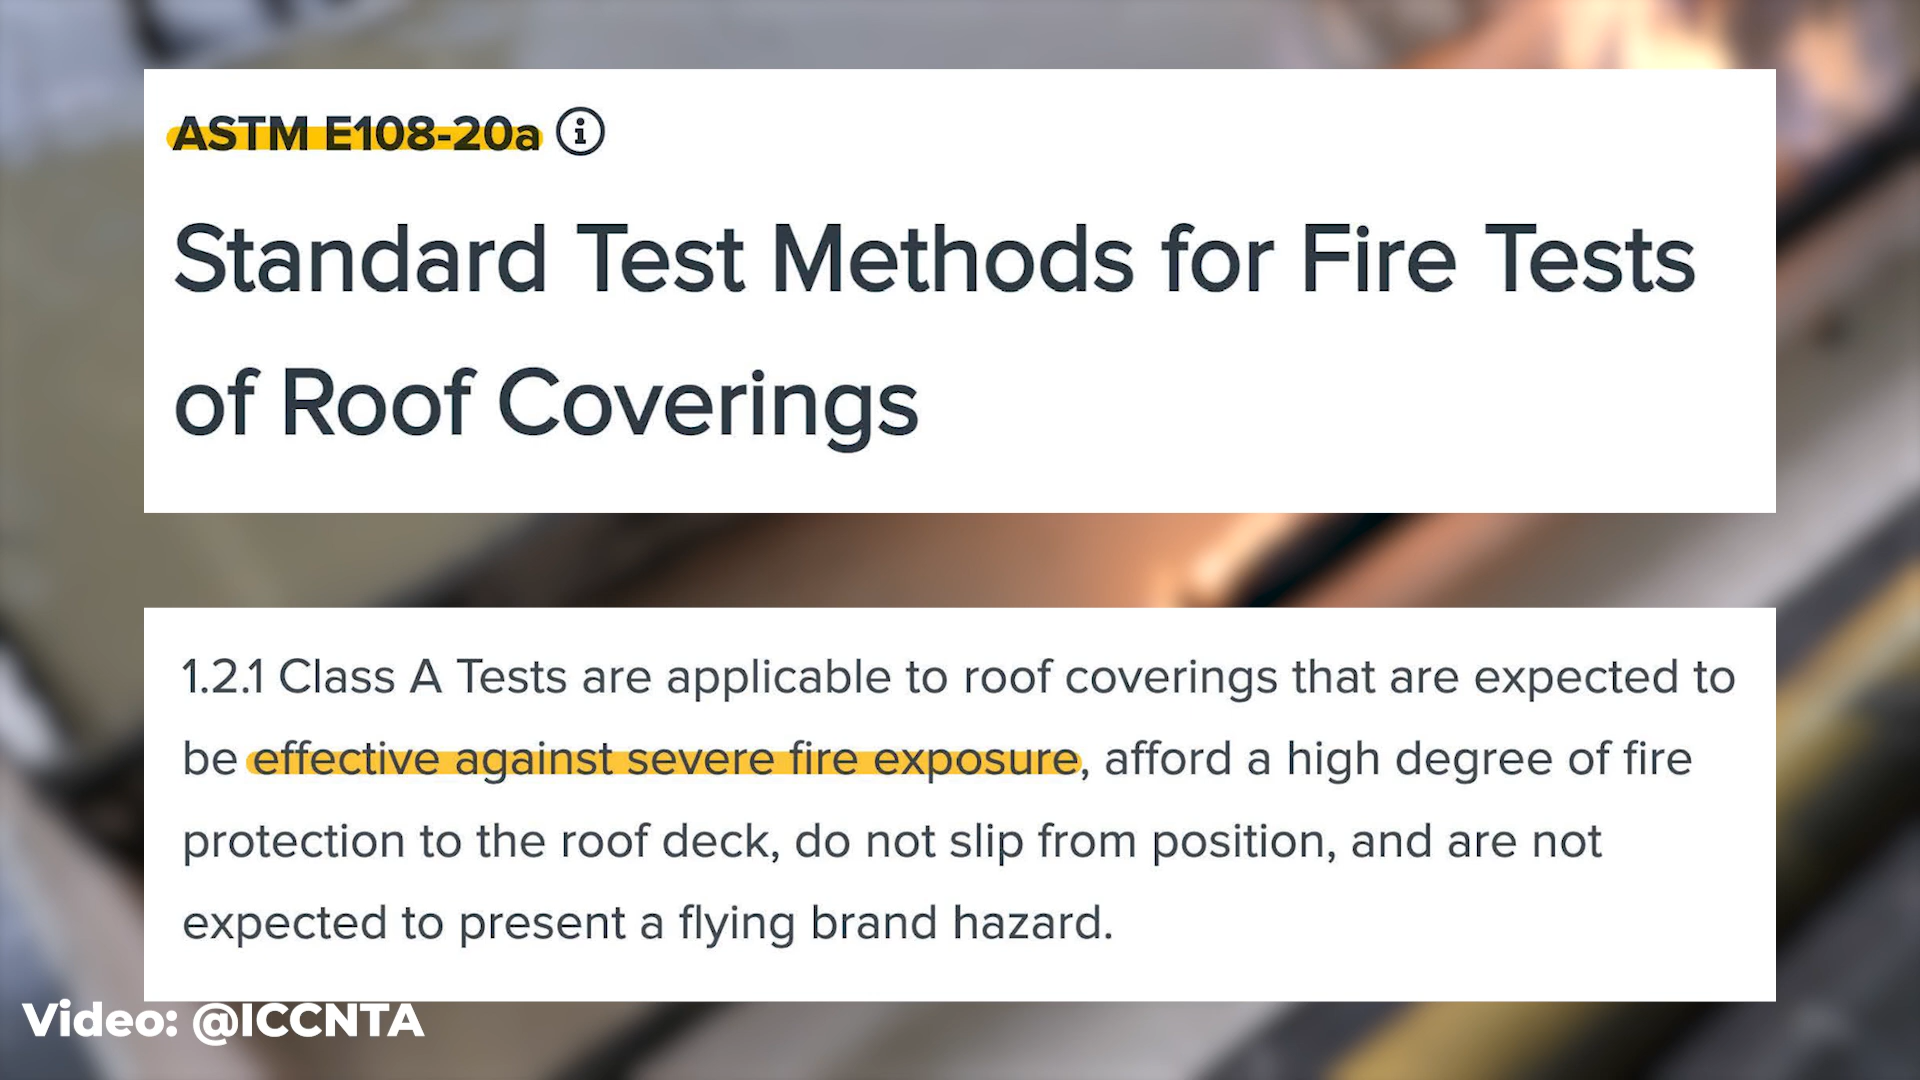 ASTM E108-20a
Standard Test Methods for Fire Tests
of Roof Coverings
1.2.1 Class A Tests are applicable to roof coverings that are expected to
be effective against severe fire exposure, afford a high degree of fire
protection to the roof deck, do not slip from position, and are not
expected to present a flying brand hazard.
Video: @ICCNTA